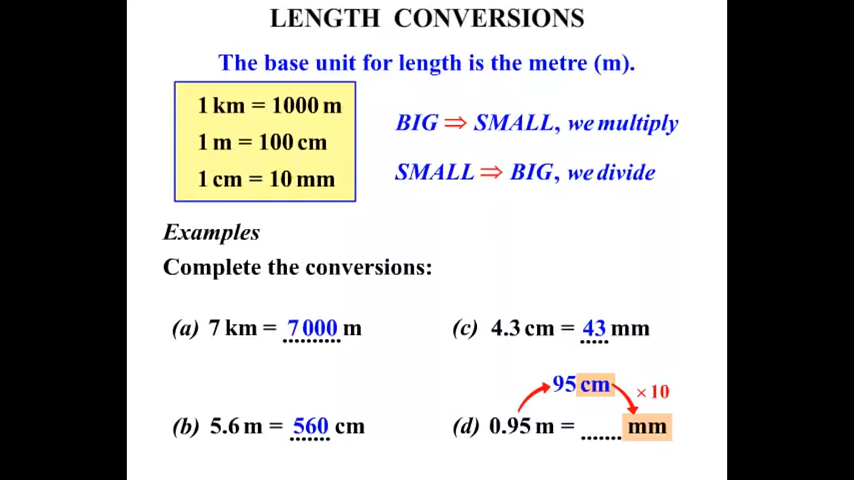 LENGTH CONVERSIONS
The base unit for length is the metre (m).
1 km = 1000 m
1 m = 100 cm
1 cm = 10 mm
BIG ⇒ SMALL, we multiply
SMALL ⇒ BIG, we divide
Examples
Complete the conversions:
(a) 7 km = 7 000 m
(c) 4.3 cm = 43 mm
95 cm × 10
(b) 5.6 m = 560 cm
(d) 0.95 m = ....... mm